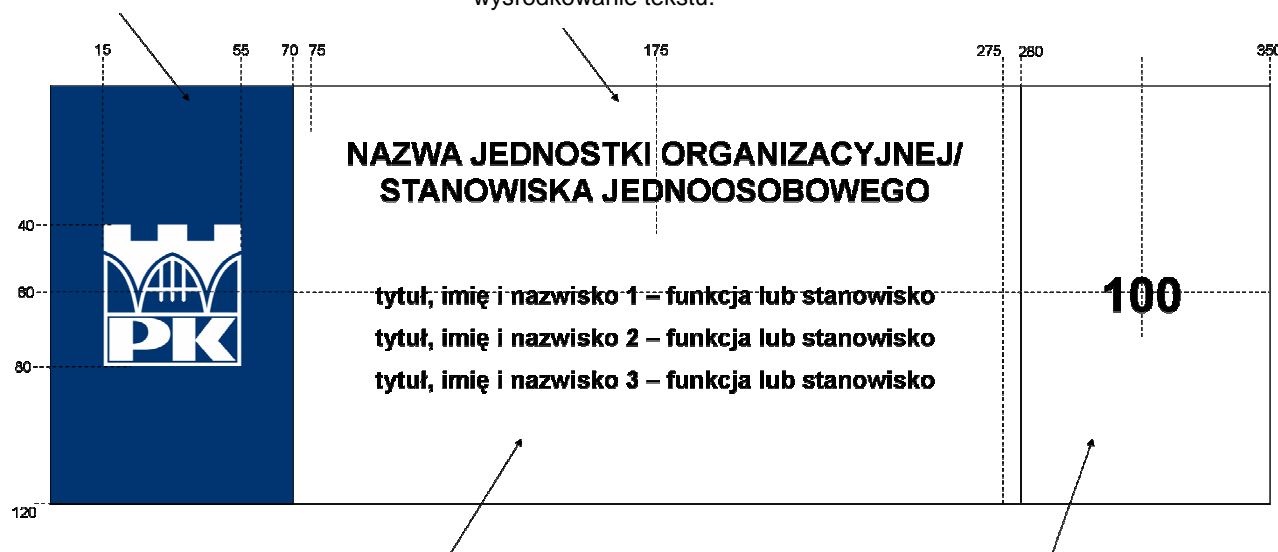 wyśrodkowanie tekstu.
15 55 70 75 175 275 280 350
NAZWA JEDNOSTKI ORGANIZACYJNEJ/
STANOWISKA JEDNOOSOBOWEGO
40
60
80
120
PK
tytuł, imię i nazwisko 1 – funkcja lub stanowisko
tytuł, imię i nazwisko 2 – funkcja lub stanowisko
tytuł, imię i nazwisko 3 – funkcja lub stanowisko
100